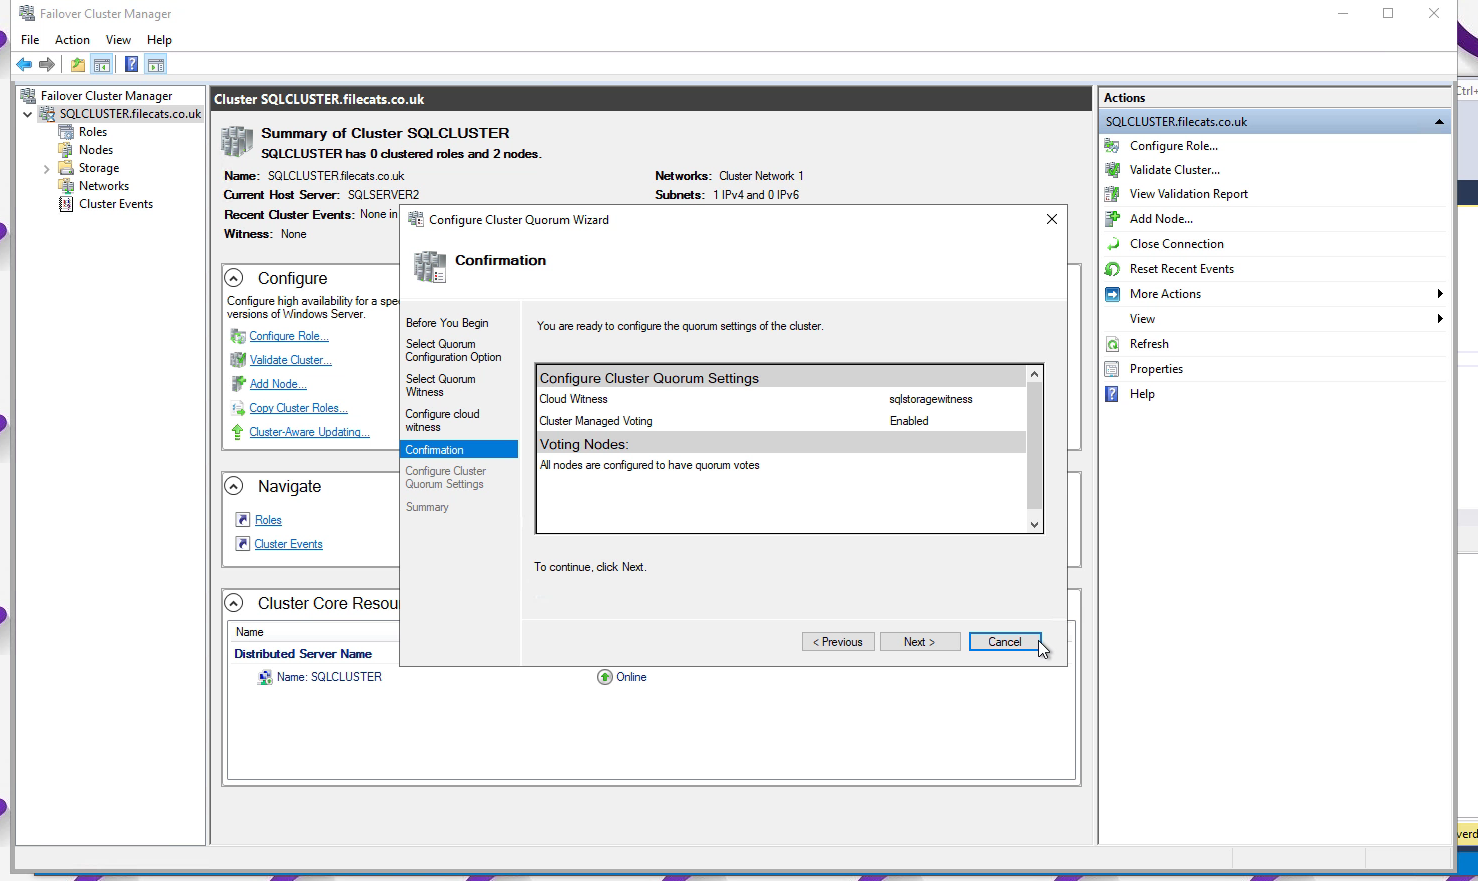 Failover Cluster Manager
File Action View Help
Failover Cluster Manager
SQLCLUSTER.filecats.co.uk
Roles
Nodes
Storage
Networks
Cluster Events
Cluster SQLCLUSTER.filecats.co.uk
Summary of Cluster SQLCLUSTER
SQLCLUSTER has 0 clustered roles and 2 nodes.
Name: SQLCLUSTER.filecats.co.uk
Networks: Cluster Network 1
Current Host Server: SQLSERVER2
Subnets: 1 IPv4 and 0 IPv6
Recent Cluster Events: None in
Witness: None
Configure
Configure high availability for a spe
versions of Windows Server.
Configure Role...
Validate Cluster...
Add Node...
Copy Cluster Roles...
Cluster-Aware Updating...
Navigate
Roles
Cluster Events
Cluster Core Resou
Name
Distributed Server Name
Name: SQLCLUSTER
Online
Configure Cluster Quorum Wizard
Confirmation
Before You Begin
Select Quorum
Configuration Option
Select Quorum
Witness
Configure cloud
witness
Confirmation
Configure Cluster
Quorum Settings
Summary
You are ready to configure the quorum settings of the cluster.
Configure Cluster Quorum Settings
Cloud Witness sqlstoragewitness
Cluster Managed Voting Enabled
Voting Nodes:
All nodes are configured to have quorum votes
To continue, click Next.
< Previous Next > Cancel
Actions
SQLCLUSTER.filecats.co.uk
Configure Role...
Validate Cluster...
View Validation Report
Add Node...
Close Connection
Reset Recent Events
More Actions
View
Refresh
Properties
Help
Ctrl+
verd